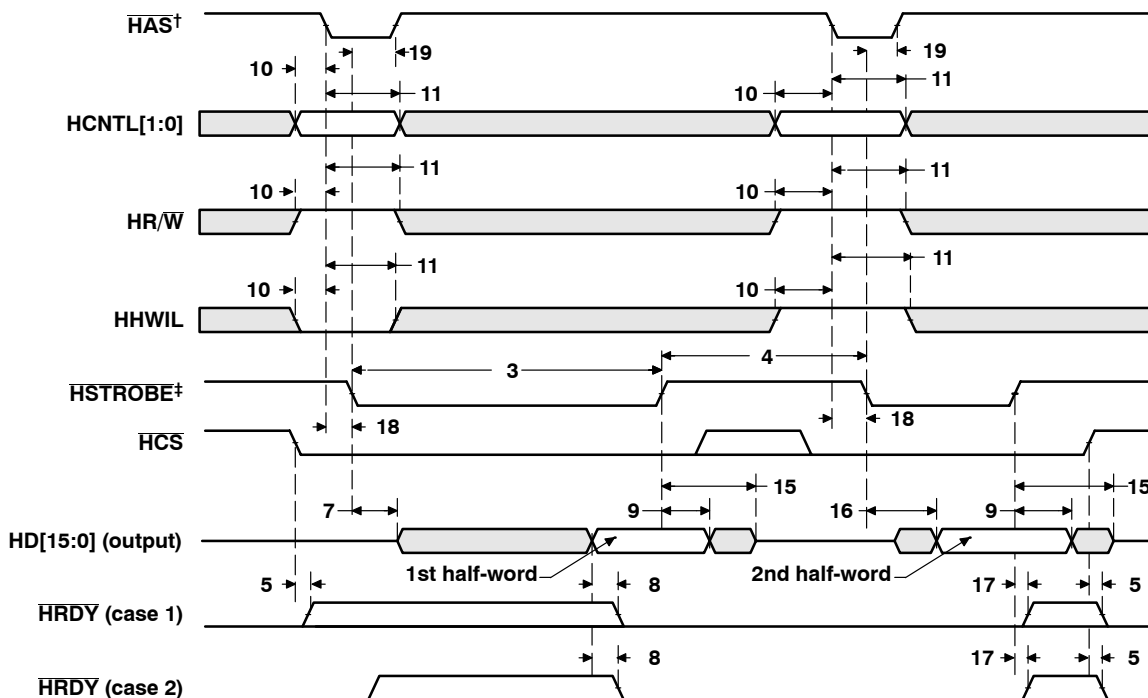 HAS†
19
19
10
11
10
11
HCNTL[1:0]
11
11
10
10
HR/W
11
11
10
10
HHWIL
4
3
HSTROBE‡
18
18
HCS
15
15
7
9
16
9
HD[15:0] (output)
1st half-word
2nd half-word
5
8
17
5
HRDY (case 1)
8
17
5
HRDY (case 2)